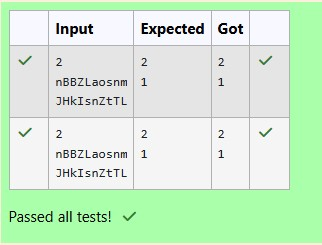 Input Expected Got
2 2 2
nBBZLaosnm 1 1
JHkIsnZtTL
2 2 2
nBBZLaosnm 1 1
JHkIsnZtTL
Passed all tests!